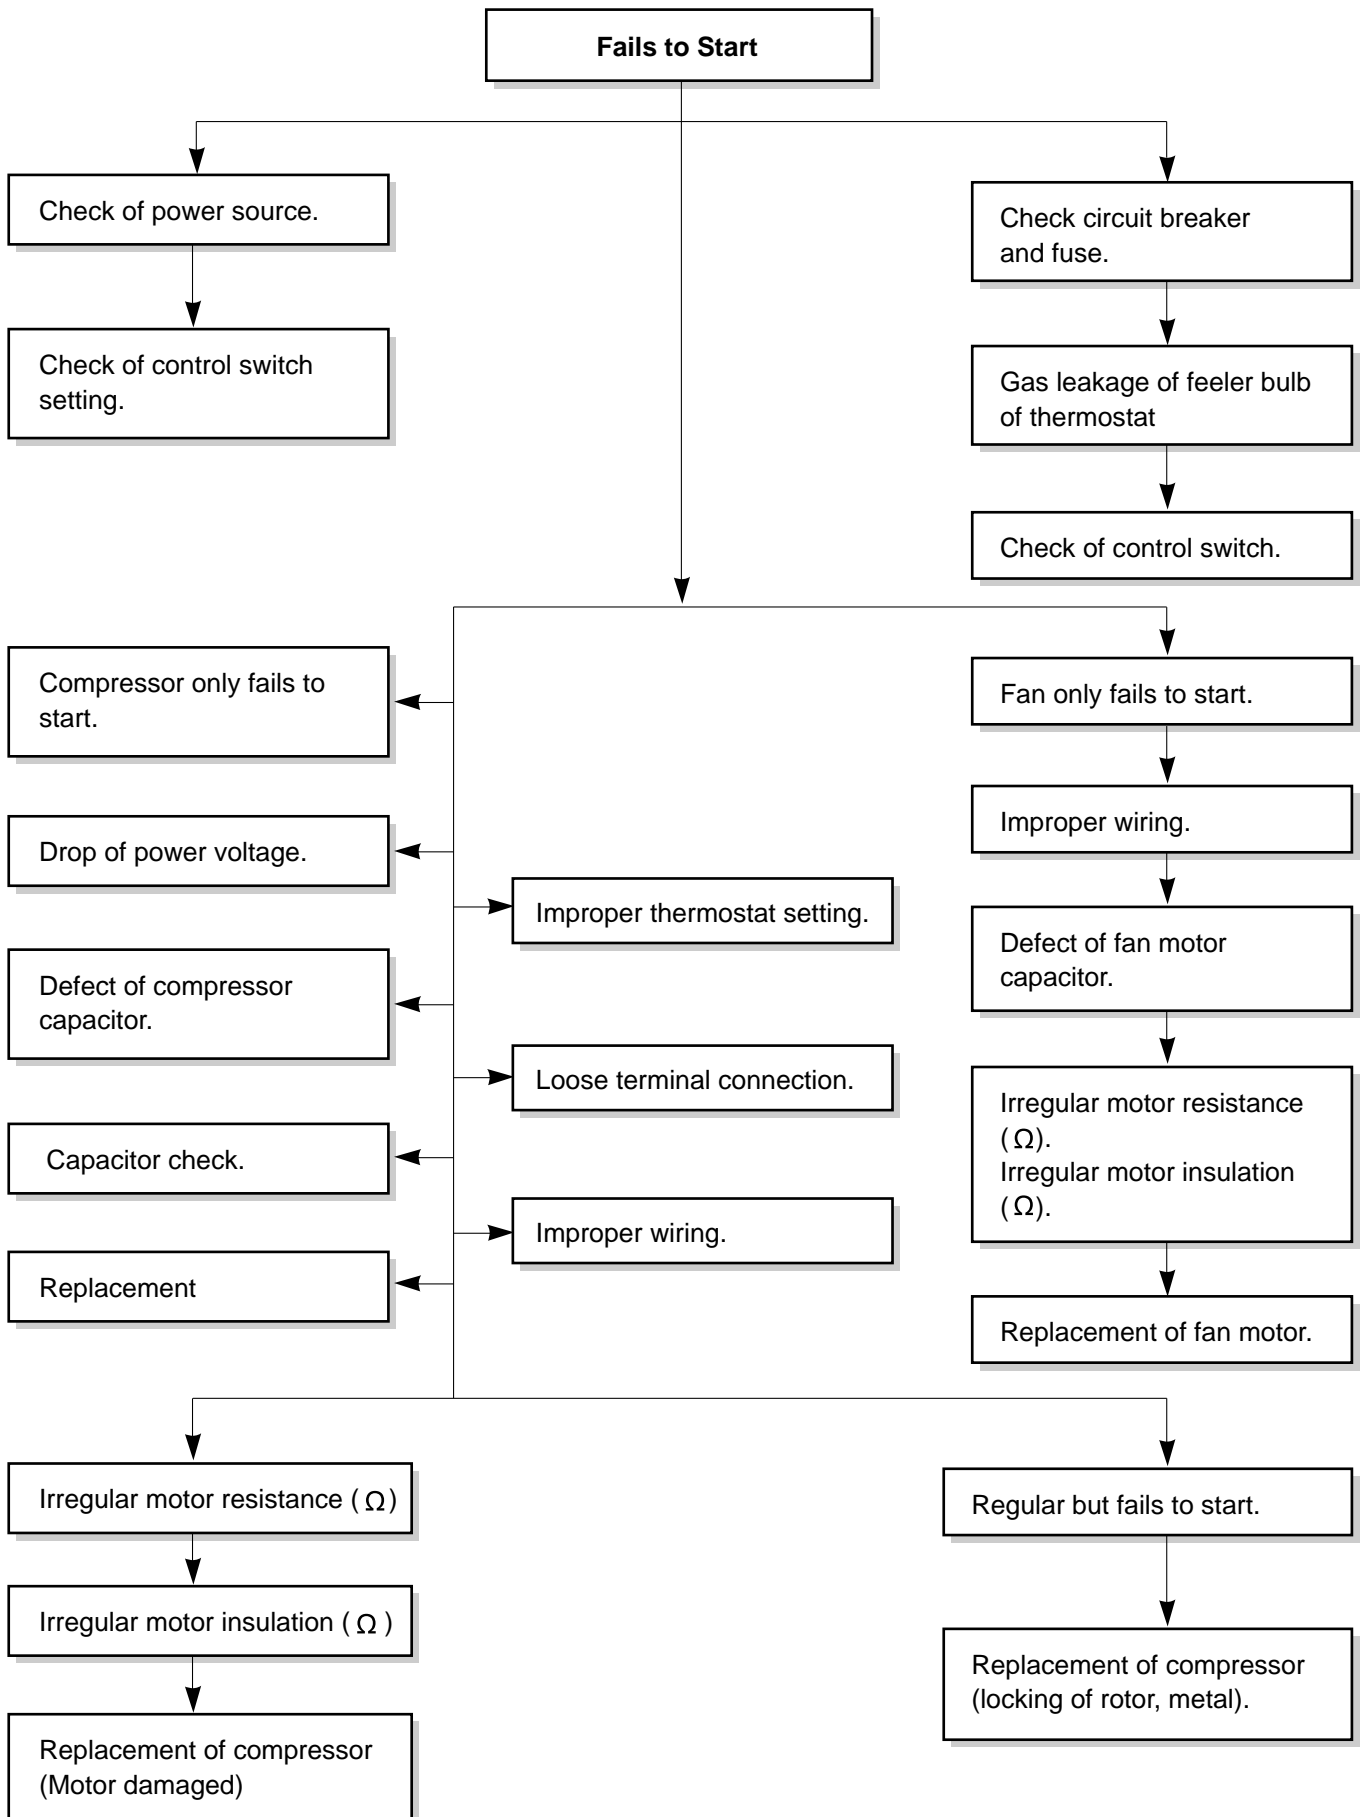 Fails to Start
Check of power source.
Check circuit breaker
and fuse.
Check of control switch
setting.
Gas leakage of feeler bulb
of thermostat
Check of control switch.
Compressor only fails to
start.
Fan only fails to start.
Drop of power voltage.
Improper wiring.
Improper thermostat setting.
Defect of fan motor
capacitor.
Defect of compressor
capacitor.
Loose terminal connection.
Irregular motor resistance
(Ω).
Irregular motor insulation
(Ω).
Capacitor check.
Improper wiring.
Replacement
Replacement of fan motor.
Irregular motor resistance (Ω)
Regular but fails to start.
Irregular motor insulation (Ω )
Replacement of compressor
(locking of rotor, metal).
Replacement of compressor
(Motor damaged)